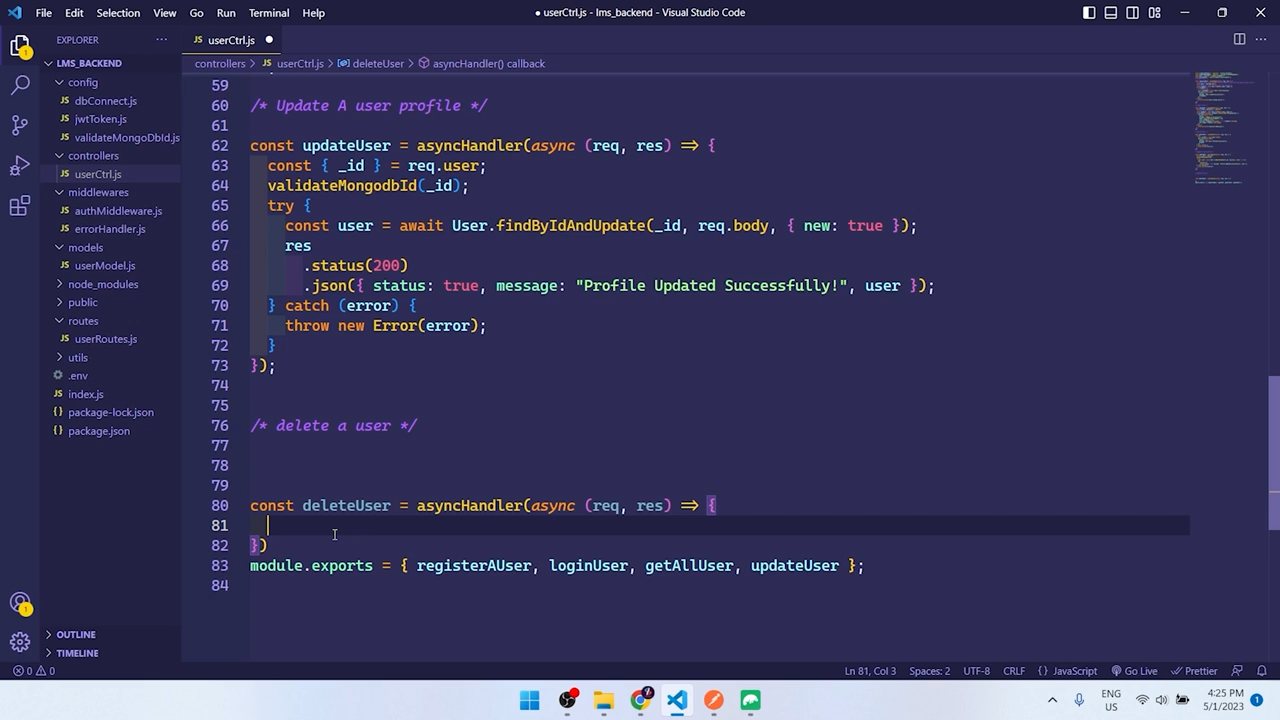 File Edit Selection View Go Run Terminal Help
● userCtrl.js - lms_backend - Visual Studio Code
EXPLORER
LMS_BACKEND
config
JS dbConnect.js
JS jwtToken.js
JS validateMongoDbId.js
controllers
JS userCtrl.js
middlewares
JS authMiddleware.js
JS errorHandler.js
models
JS userModel.js
node_modules
public
routes
JS userRoutes.js
utils
.env
JS index.js
{} package-lock.json
{} package.json
OUTLINE
TIMELINE
1
1
JS userCtrl.js ●
controllers > JS userCtrl.js > deleteUser > asyncHandler() callback
59
60 /* Update A user profile */
61
62 const updateUser = asyncHandler(async (req, res) => {
63 const { _id } = req.user;
64 validateMongodbId(_id);
65 try {
66 const user = await User.findByIdAndUpdate(_id, req.body, { new: true });
67 res
68 .status(200)
69 .json({ status: true, message: "Profile Updated Successfully!", user });
70 } catch (error) {
71 throw new Error(error);
72 }
73 });
74
75
76 /* delete a user */
77
78
79
80 const deleteUser = asyncHandler(async (req, res) => {
81
82 })
83 module.exports = { registerAUser, loginUser, getAllUser, updateUser };
84
0 0
Ln 81, Col 3 Spaces: 2 UTF-8 CRLF {} JavaScript Go Live Prettier
ENG
US
4:25 PM
5/1/2023
1